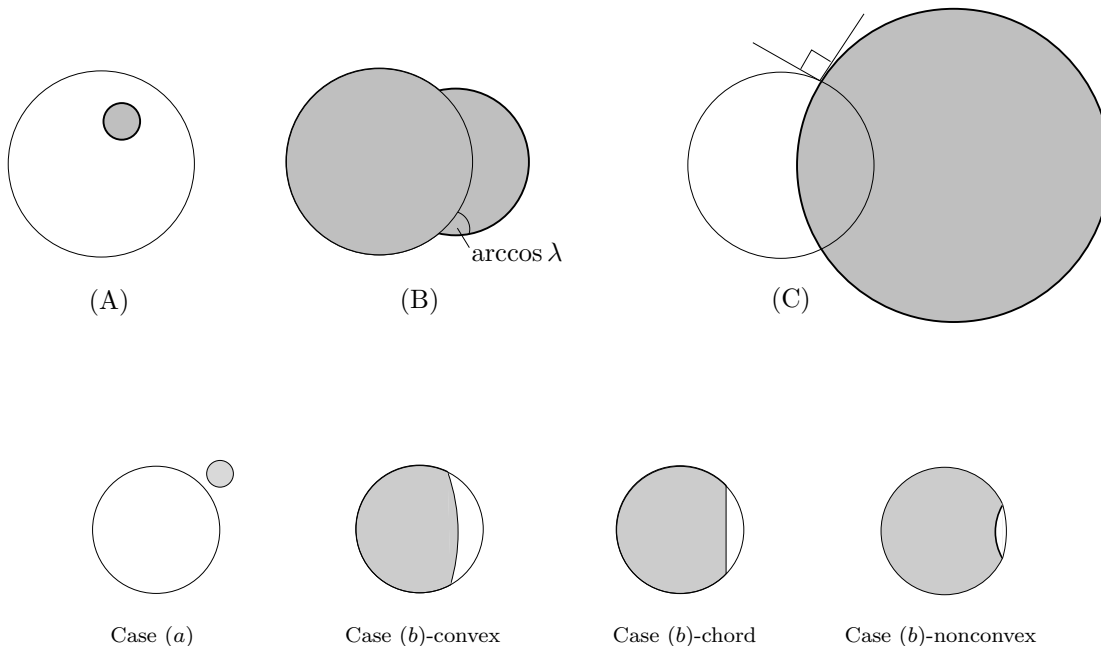 arccos λ
(A)
(B)
(C)
Case (a)
Case (b)-convex
Case (b)-chord
Case (b)-nonconvex